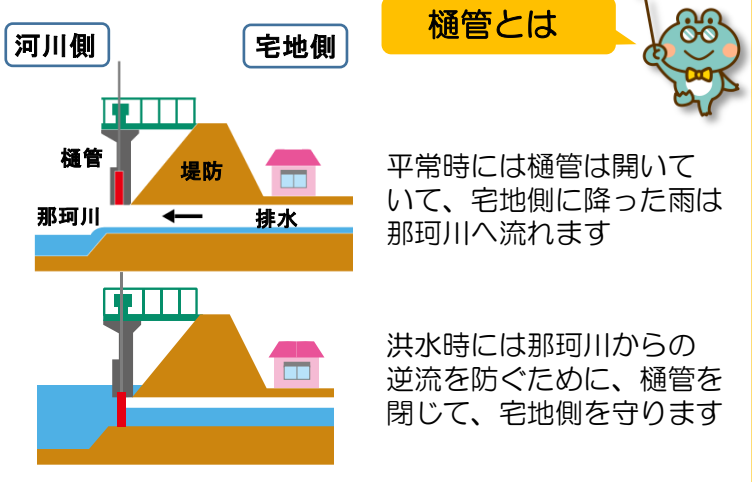 河川側
宅地側
樋管とは
樋管
堤防
那珂川
排水
平常時には樋管は開いて
いて、宅地側に降った雨は
那珂川へ流れます
洪水時には那珂川からの
逆流を防ぐために、樋管を
閉じて、宅地側を守ります